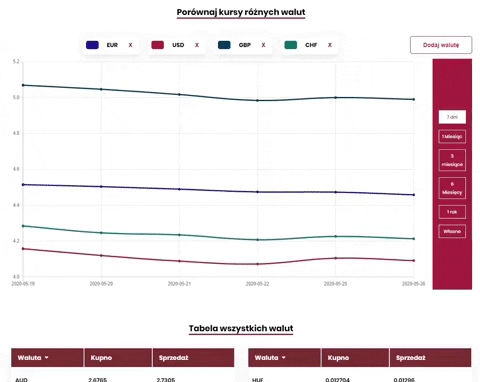 Porównaj kursy różnych walut
EUR X USD X GBP X CHF X
Dodaj walutę
5.2
5.0
4.8
4.6
4.4
4.2
4.0
2020-05-19 2020-05-20 2020-05-21 2020-05-22 2020-05-25 2020-05-26
7 dni
1 Miesiąc
3
miesiące
6
Miesięcy
1 rok
Własne
Tabela wszystkich walut
Waluta Kupno Sprzedaż
AUD 2.6765 2.7305
Waluta Kupno Sprzedaż
HUF 0.012704 0.01296